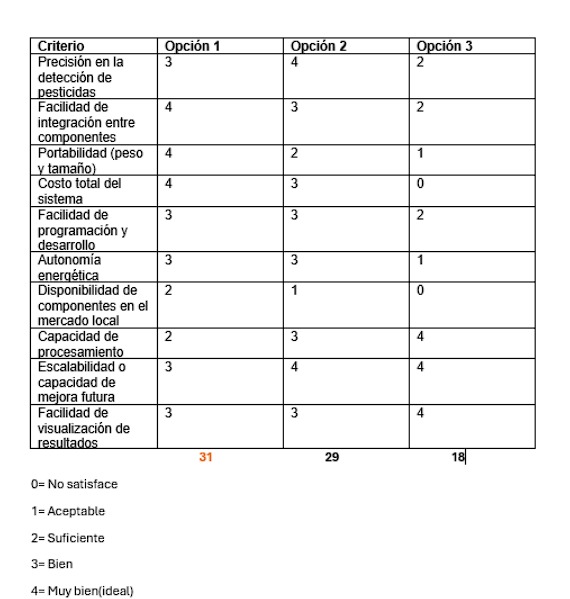 Criterio Opción 1 Opción 2 Opción 3
Precisión en la 3 4 2
detección de
pesticidas
Facilidad de 4 3 2
integración entre
componentes
Portabilidad (peso 4 2 1
y tamaño)
Costo total del 4 3 0
sistema
Facilidad de 3 3 2
programación y
desarrollo
Autonomía 3 3 1
energética
Disponibilidad de 2 1 0
componentes en el
mercado local
Capacidad de 2 3 4
procesamiento
Escalabilidad o 3 4 4
capacidad de
mejora futura
Facilidad de 3 3 4
visualización de
resultados
31 29 18
0= No satisface
1= Aceptable
2= Suficiente
3= Bien
4= Muy bien(ideal)